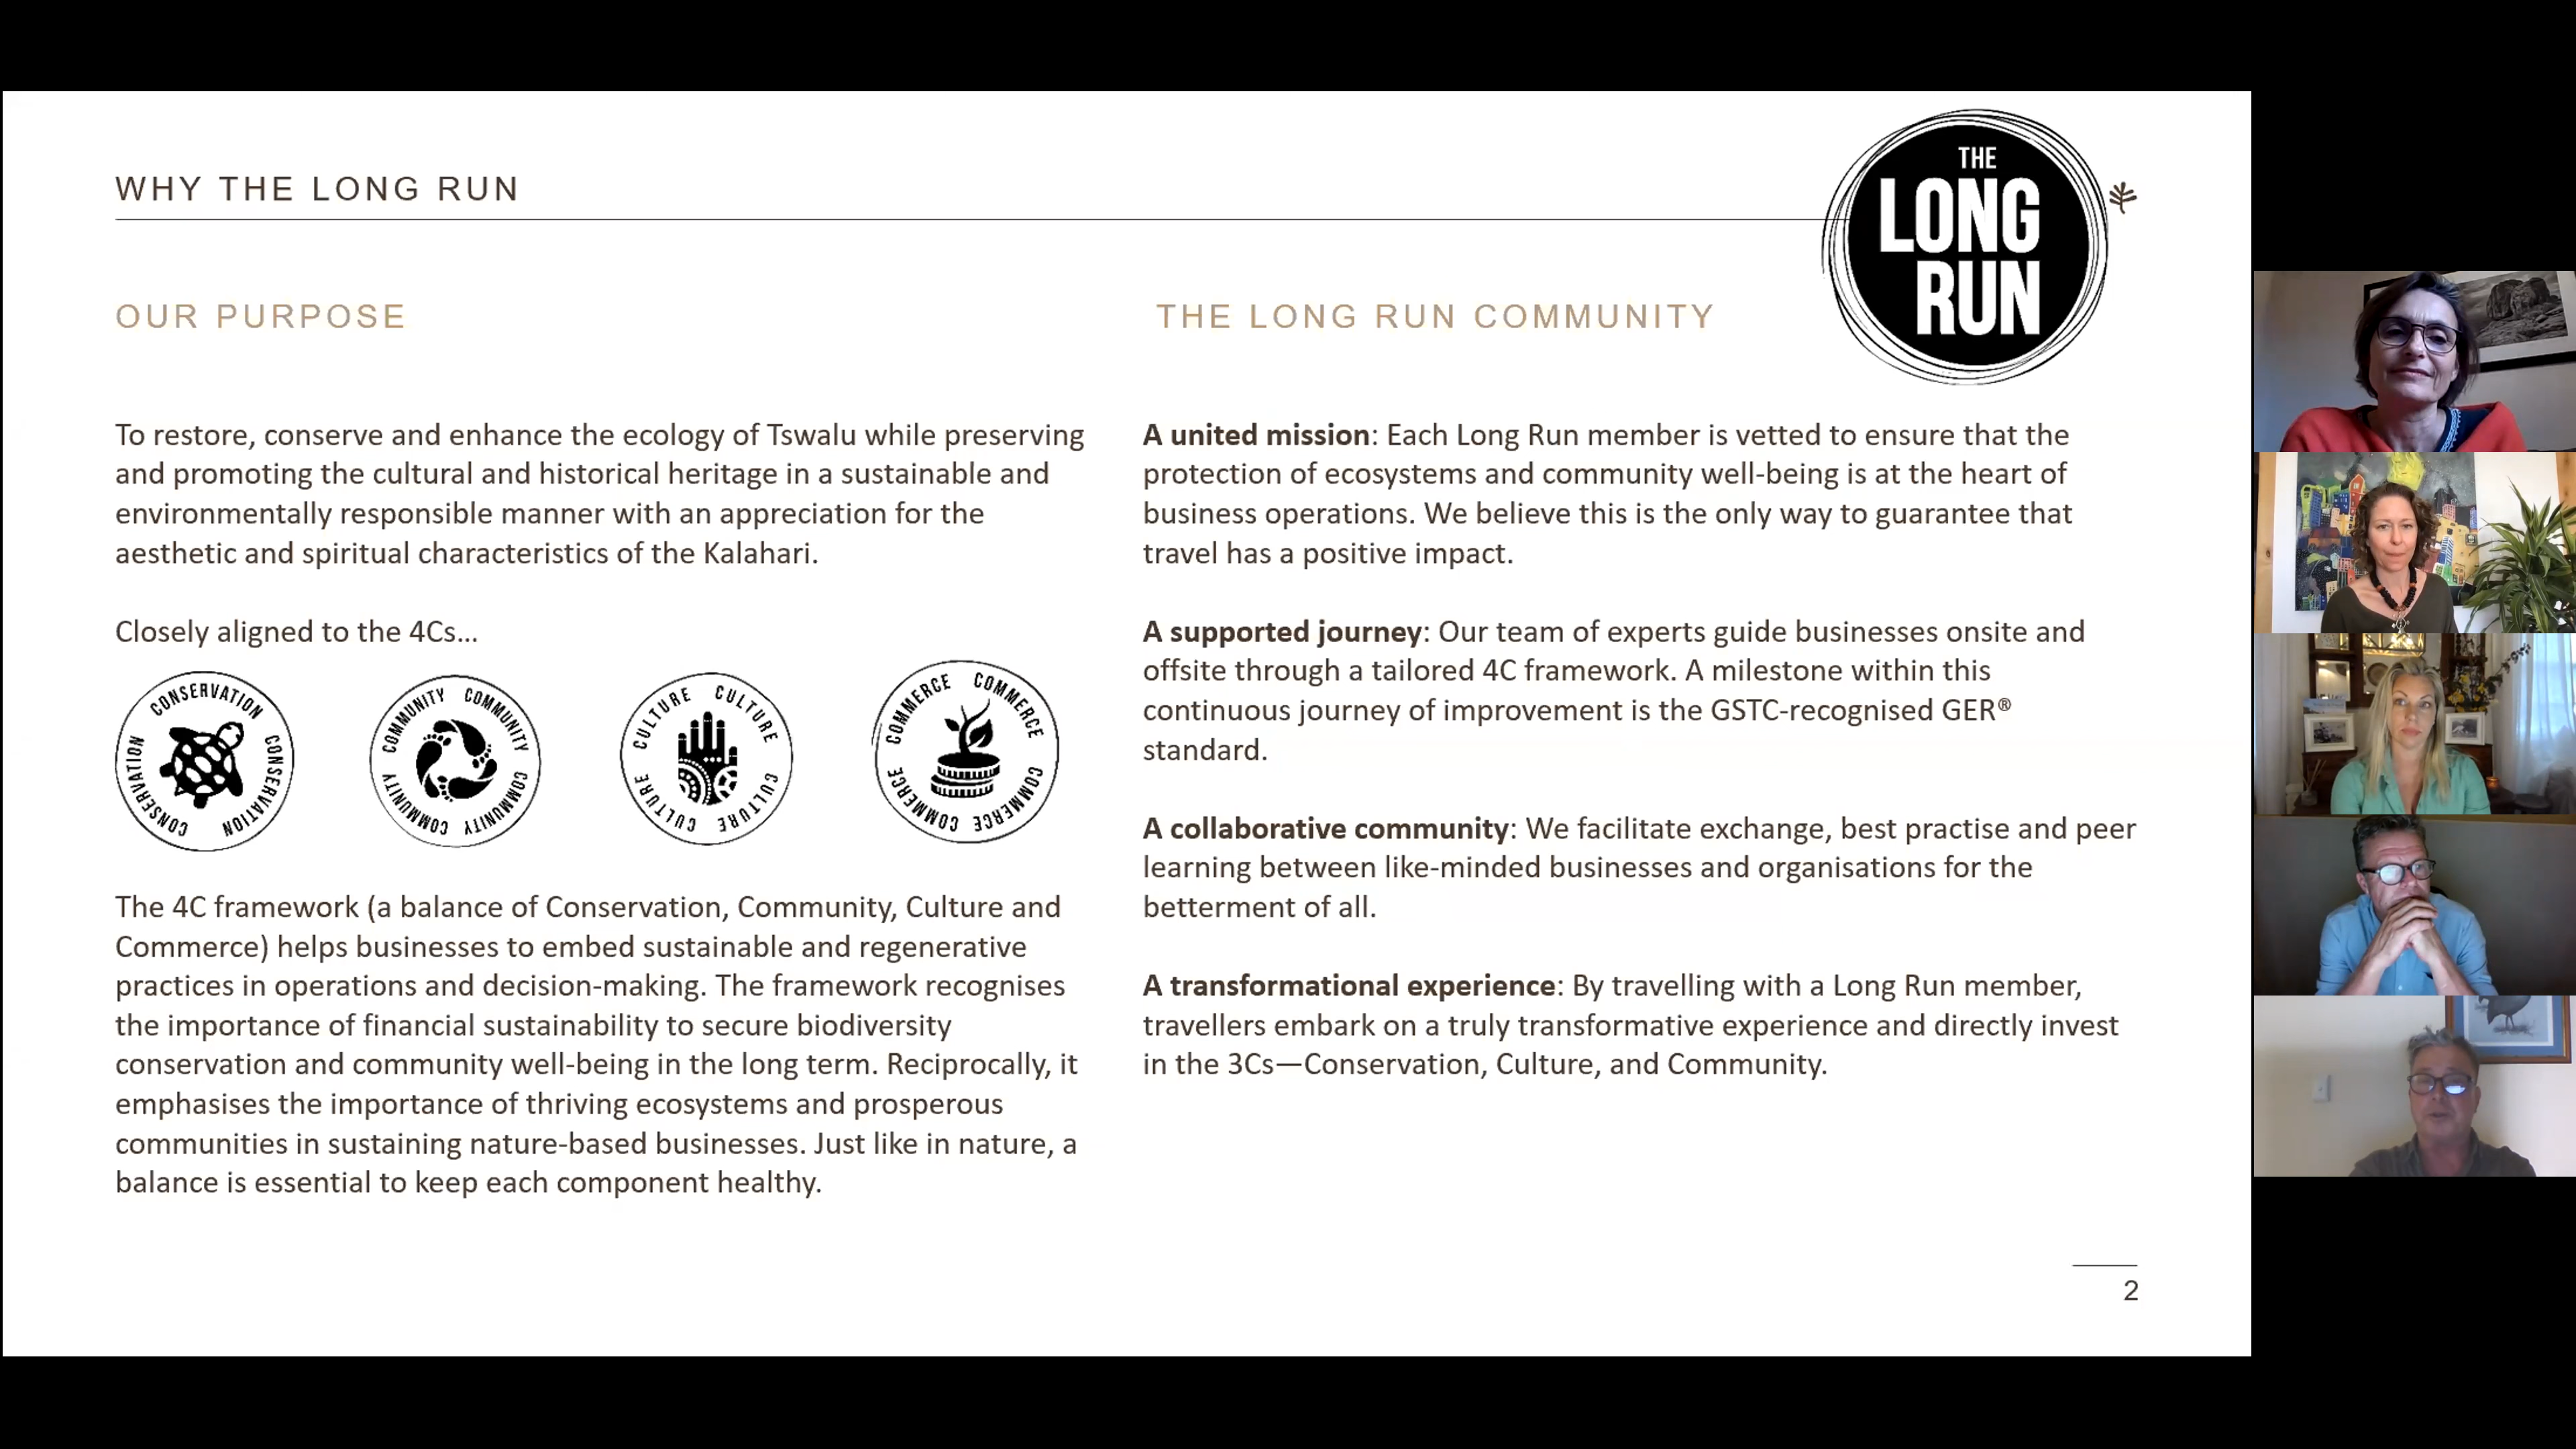 WHY THE LONG RUN
THE
LONG
RUN
OUR PURPOSE
To restore, conserve and enhance the ecology of Tswalu while preserving
and promoting the cultural and historical heritage in a sustainable and
environmentally responsible manner with an appreciation for the
aesthetic and spiritual characteristics of the Kalahari.
Closely aligned to the 4Cs...
CONSERVATION CONSERVATION CONSERVATION
COMMUNITY COMMUNITY COMMUNITY COMMUNITY
CULTURE CULTURE CULTURE CULTURE
COMMERCE COMMERCE COMMERCE COMMERCE
The 4C framework (a balance of Conservation, Community, Culture and
Commerce) helps businesses to embed sustainable and regenerative
practices in operations and decision-making. The framework recognises
the importance of financial sustainability to secure biodiversity
conservation and community well-being in the long term. Reciprocally, it
emphasises the importance of thriving ecosystems and prosperous
communities in sustaining nature-based businesses. Just like in nature, a
balance is essential to keep each component healthy.
THE LONG RUN COMMUNITY
A united mission: Each Long Run member is vetted to ensure that the
protection of ecosystems and community well-being is at the heart of
business operations. We believe this is the only way to guarantee that
travel has a positive impact.
A supported journey: Our team of experts guide businesses onsite and
offsite through a tailored 4C framework. A milestone within this
continuous journey of improvement is the GSTC-recognised GER®
standard.
A collaborative community: We facilitate exchange, best practise and peer
learning between like-minded businesses and organisations for the
betterment of all.
A transformational experience: By travelling with a Long Run member,
travellers embark on a truly transformative experience and directly invest
in the 3Cs—Conservation, Culture, and Community.
2